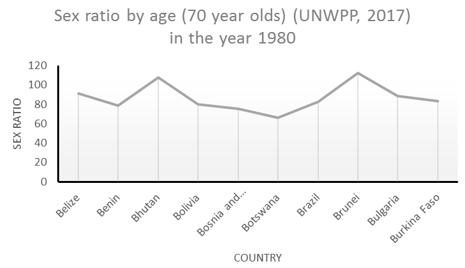 Sex ratio by age (70 year olds) (UNWPP, 2017)
in the year 1980
120
100
80
60
40
20
0
SEX RATIO
Belize
Benin
Bhutan
Bolivia
Bosnia and...
Botswana
Brazil
Brunei
Bulgaria
Burkina Faso
COUNTRY